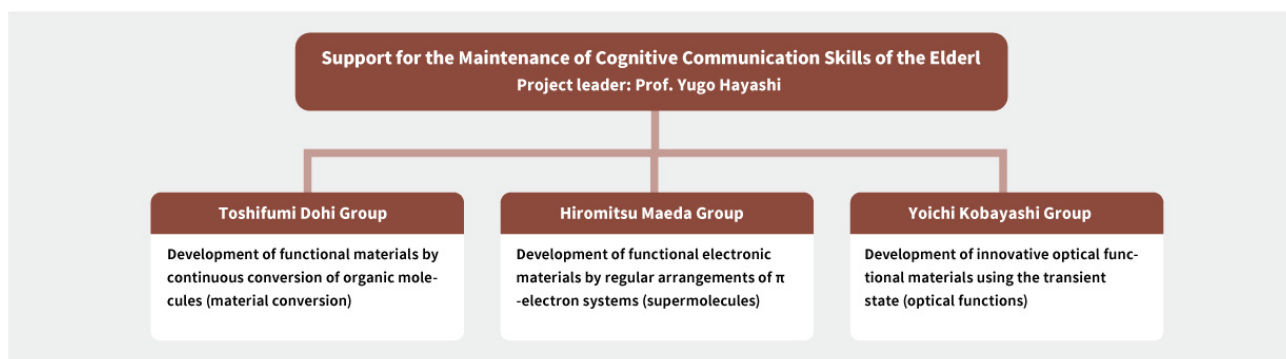 Support for the Maintenance of Cognitive Communication Skills of the Elderl
Project leader: Prof. Yugo Hayashi
Toshifumi Dohi Group
Development of functional materials by
continuous conversion of organic mole-
cules (material conversion)
Hiromitsu Maeda Group
Development of functional electronic
materials by regular arrangements of π
-electron systems (supermolecules)
Yoichi Kobayashi Group
Development of innovative optical func-
tional materials using the transient
state (optical functions)